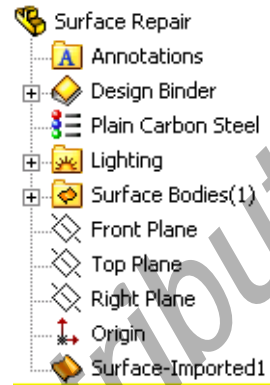 Surface Repair
A Annotations
Design Binder
Plain Carbon Steel
Lighting
Surface Bodies(1)
Front Plane
Top Plane
Right Plane
Origin
Surface-Imported1
tribut